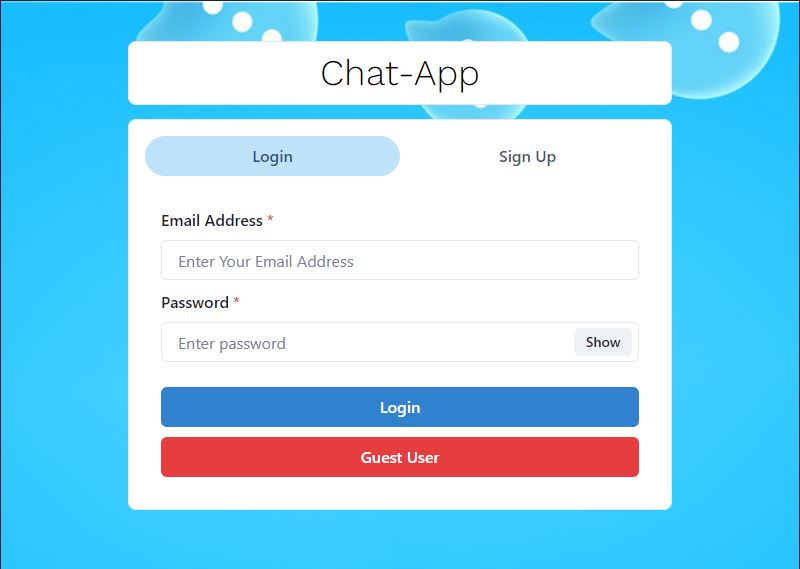 Chat-App
Login Sign Up
Email Address *
Enter Your Email Address
Password *
Enter password Show
Login
Guest User